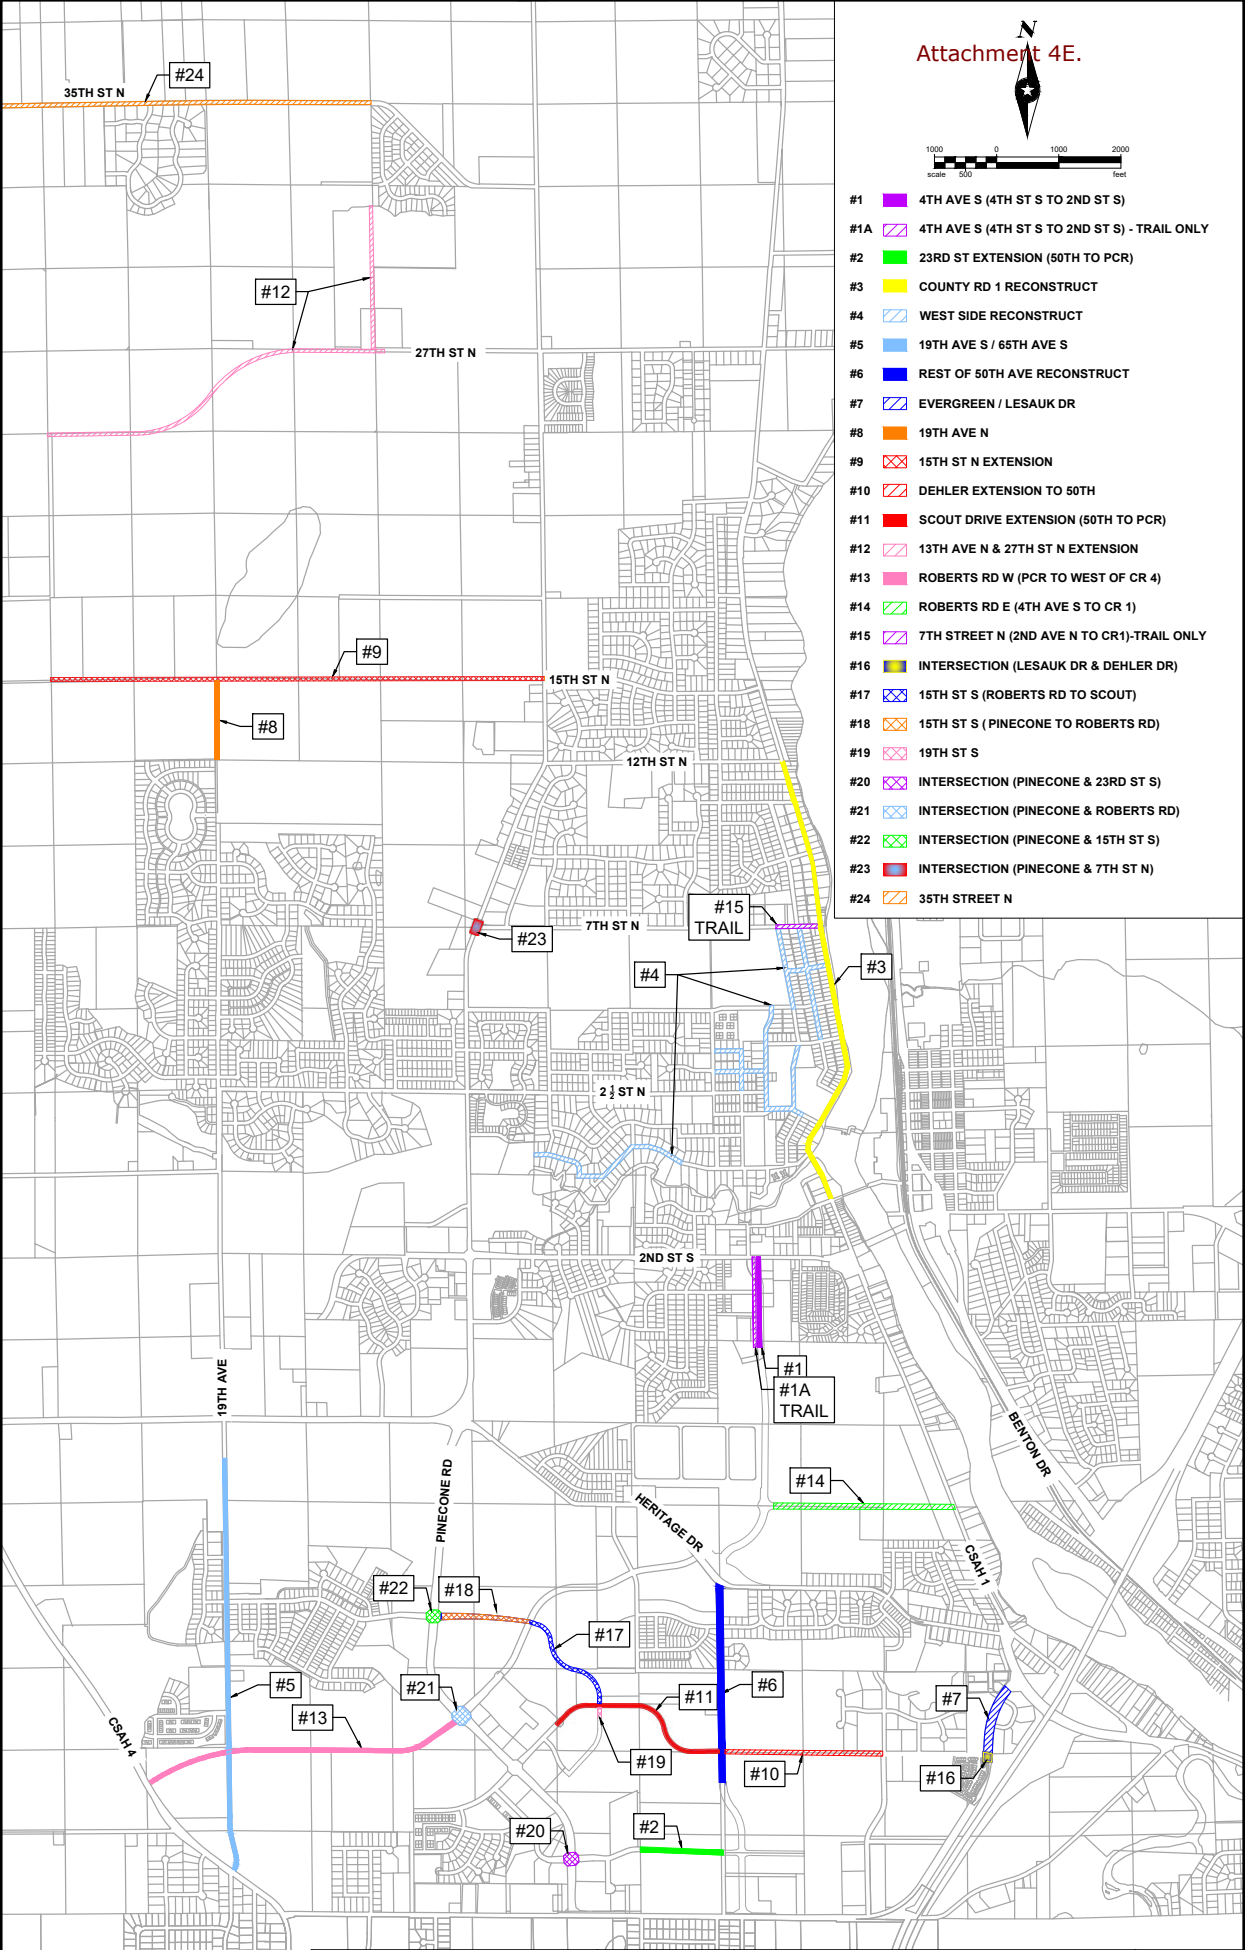 Attachment 4E.
N
1000 0 1000 2000
scale 500 feet
#1 4TH AVE S (4TH ST S TO 2ND ST S)
#1A 4TH AVE S (4TH ST S TO 2ND ST S) - TRAIL ONLY
#2 23RD ST EXTENSION (50TH TO PCR)
#3 COUNTY RD 1 RECONSTRUCT
#4 WEST SIDE RECONSTRUCT
#5 19TH AVE S / 65TH AVE S
#6 REST OF 50TH AVE RECONSTRUCT
#7 EVERGREEN / LESAUK DR
#8 19TH AVE N
#9 15TH ST N EXTENSION
#10 DEHLER EXTENSION TO 50TH
#11 SCOUT DRIVE EXTENSION (50TH TO PCR)
#12 13TH AVE N & 27TH ST N EXTENSION
#13 ROBERTS RD W (PCR TO WEST OF CR 4)
#14 ROBERTS RD E (4TH AVE S TO CR 1)
#15 7TH STREET N (2ND AVE N TO CR1)-TRAIL ONLY
#16 INTERSECTION (LESAUK DR & DEHLER DR)
#17 15TH ST S (ROBERTS RD TO SCOUT)
#18 15TH ST S ( PINECONE TO ROBERTS RD)
#19 19TH ST S
#20 INTERSECTION (PINECONE & 23RD ST S)
#21 INTERSECTION (PINECONE & ROBERTS RD)
#22 INTERSECTION (PINECONE & 15TH ST S)
#23 INTERSECTION (PINECONE & 7TH ST N)
#24 35TH STREET N
#24
35TH ST N
#12
27TH ST N
#9
15TH ST N
#8
12TH ST N
#15
TRAIL
7TH ST N
#23
#4
#3
2 1/2 ST N
2ND ST S
#1
#1A
TRAIL
19TH AVE
BENTON DR
PINECONE RD
#14
HERITAGE DR
CSAH 1
#22
#18
#17
#5
#21
#11
#6
#7
#13
CSAH 4
#19
#10
#16
#20
#2